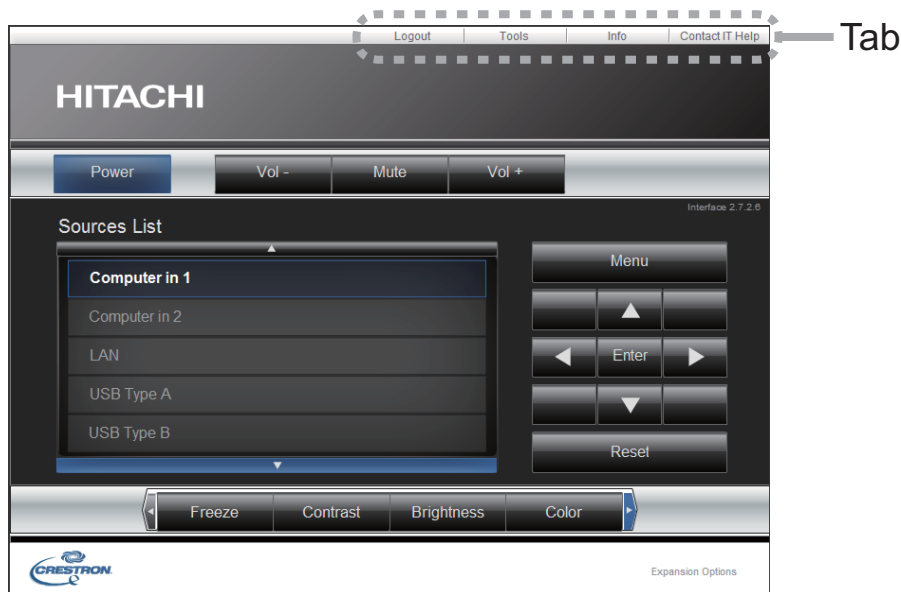 Logout Tools Info Contact IT Help
Tab
HITACHI
Power Vol - Mute Vol +
Interface 2.7.2.6
Sources List
Computer in 1
Computer in 2
LAN
USB Type A
USB Type B
Menu
Enter
Reset
Freeze Contrast Brightness Color
CRESTRON
Expansion Options